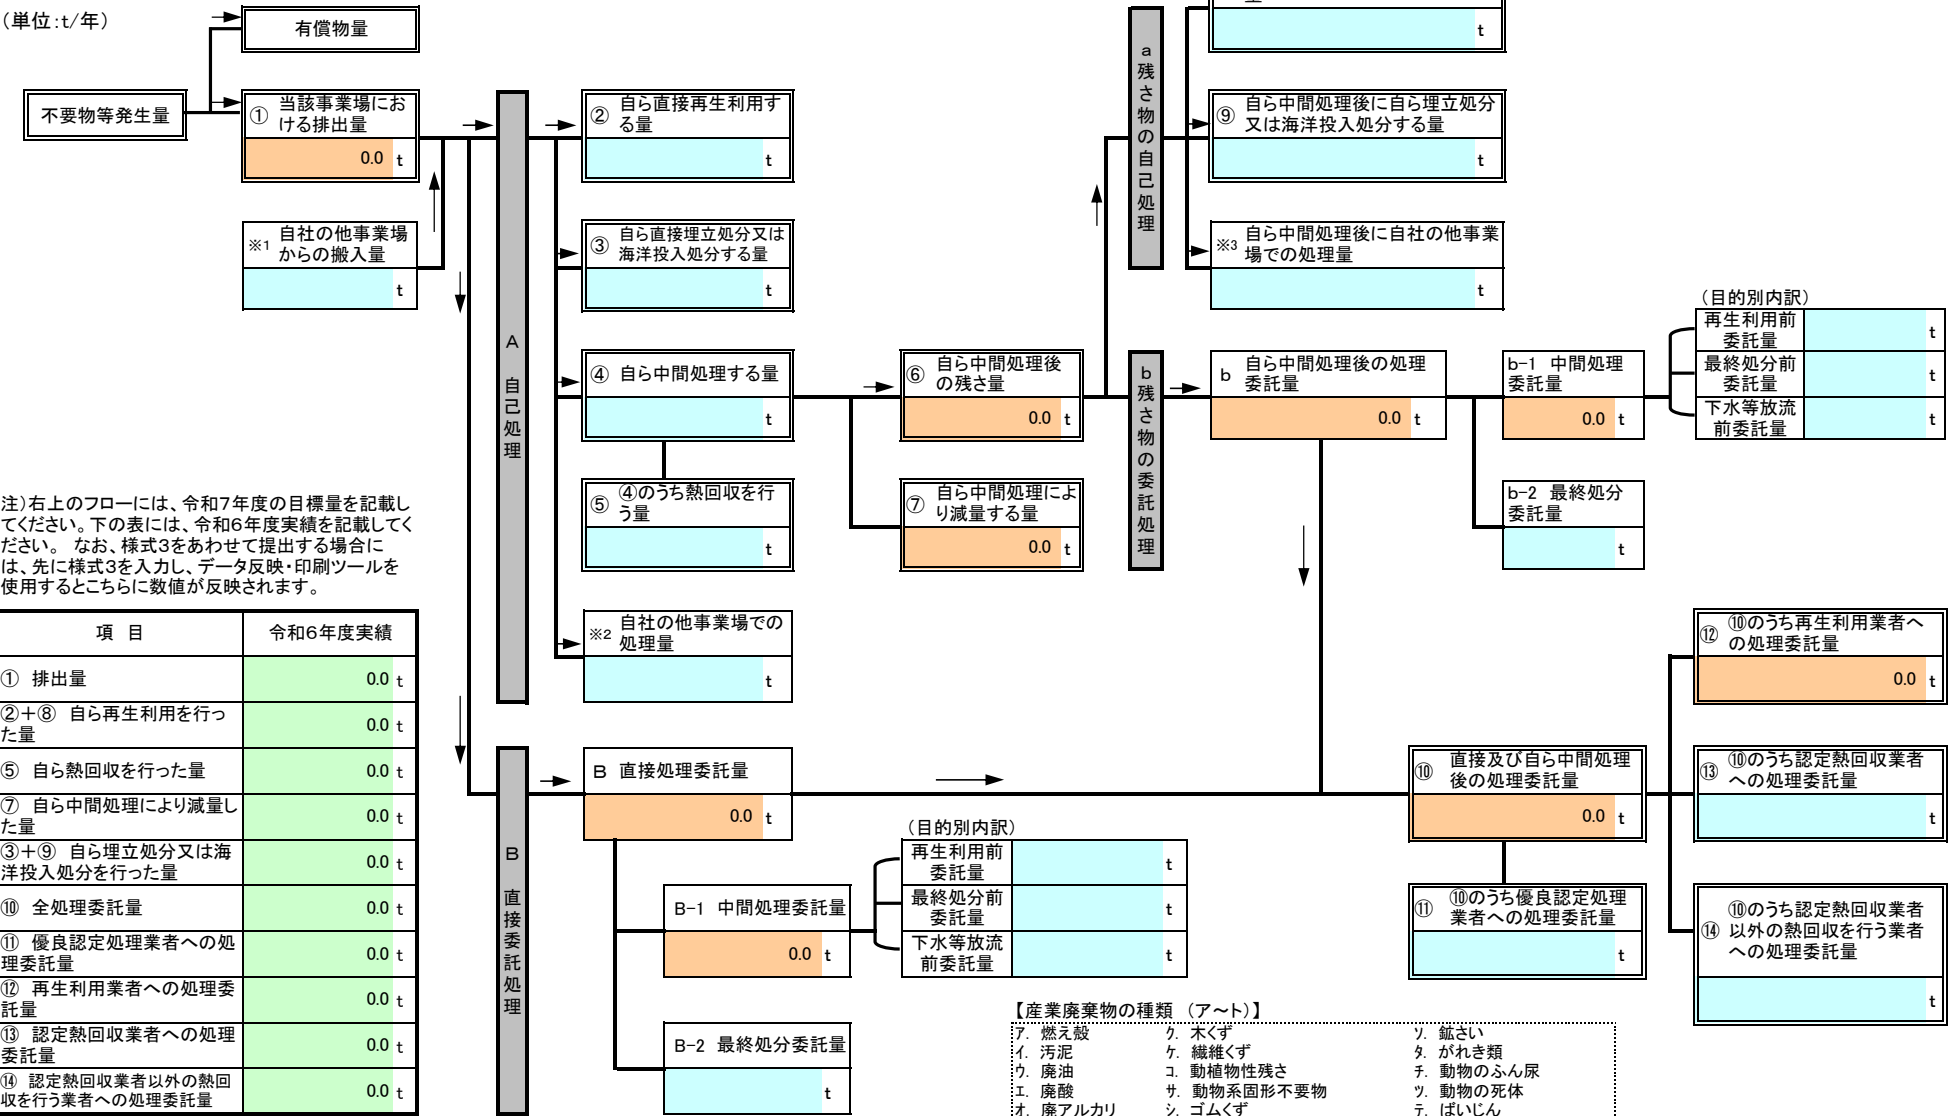 (単位:t/年)
有償物量
不要物等発生量
① 当該事業場にお
ける排出量
0.0 t
※1 自社の他事業場
からの搬入量
t
A 自己処理
② 自ら直接再生利用す
る量
t
③ 自ら直接埋立処分又は
海洋投入処分する量
t
④ 自ら中間処理する量
t
⑤ ④のうち熱回収を行
う量
t
※2 自社の他事業場での
処理量
t
⑥ 自ら中間処理後
の残さ量
0.0 t
⑦ 自ら中間処理によ
り減量する量
0.0 t
a 残さ物の自己処理
t
⑨ 自ら中間処理後に自ら埋立処分
又は海洋投入処分する量
t
※3 自ら中間処理後に自社の他事業
場での処理量
t
b 残さ物の委託処理
b 自ら中間処理後の処理
委託量
0.0 t
b-1 中間処理
委託量
0.0 t
(目的別内訳)
再生利用前
委託量 t
最終処分前
委託量 t
下水等放流
前委託量 t
b-2 最終処分
委託量
t
注)右上のフローには、令和7年度の目標量を記載し
てください。下の表には、令和6年度実績を記載してく
ださい。 なお、様式3をあわせて提出する場合に
は、先に様式3を入力し、データ反映・印刷ツールを
使用するとこちらに数値が反映されます。
項 目 令和6年度実績
① 排出量 0.0 t
②+⑧ 自ら再生利用を行っ
た量 0.0 t
⑤ 自ら熱回収を行った量 0.0 t
⑦ 自ら中間処理により減量し
た量 0.0 t
③+⑨ 自ら埋立処分又は海
洋投入処分を行った量 0.0 t
⑩ 全処理委託量 0.0 t
⑪ 優良認定処理業者への処
理委託量 0.0 t
⑫ 再生利用業者への処理委
託量 0.0 t
⑬ 認定熱回収業者への処理
委託量 0.0 t
⑭ 認定熱回収業者以外の熱回
収を行う業者への処理委託量 0.0 t
B 直接委託処理
B 直接処理委託量
0.0 t
B-1 中間処理委託量
0.0 t
(目的別内訳)
再生利用前
委託量 t
最終処分前
委託量 t
下水等放流
前委託量 t
B-2 最終処分委託量
t
⑩ 直接及び自ら中間処理
後の処理委託量
0.0 t
⑪ ⑩のうち優良認定処理
業者への処理委託量
t
⑫ ⑩のうち再生利用業者へ
の処理委託量
0.0 t
⑬ ⑩のうち認定熱回収業者
への処理委託量
t
⑭ ⑩のうち認定熱回収業者
以外の熱回収を行う業者
への処理委託量
t
【産業廃棄物の種類 (ア~ト)】
ア. 燃え殻 ク. 木くず ソ. 鉱さい
イ. 汚泥 ケ. 繊維くず タ. がれき類
ウ. 廃油 コ. 動植物性残さ チ. 動物のふん尿
エ. 廃酸 サ. 動物系固形不要物 ツ. 動物の死体
オ. 廃アルカリ シ. ゴムくず テ. ばいじん